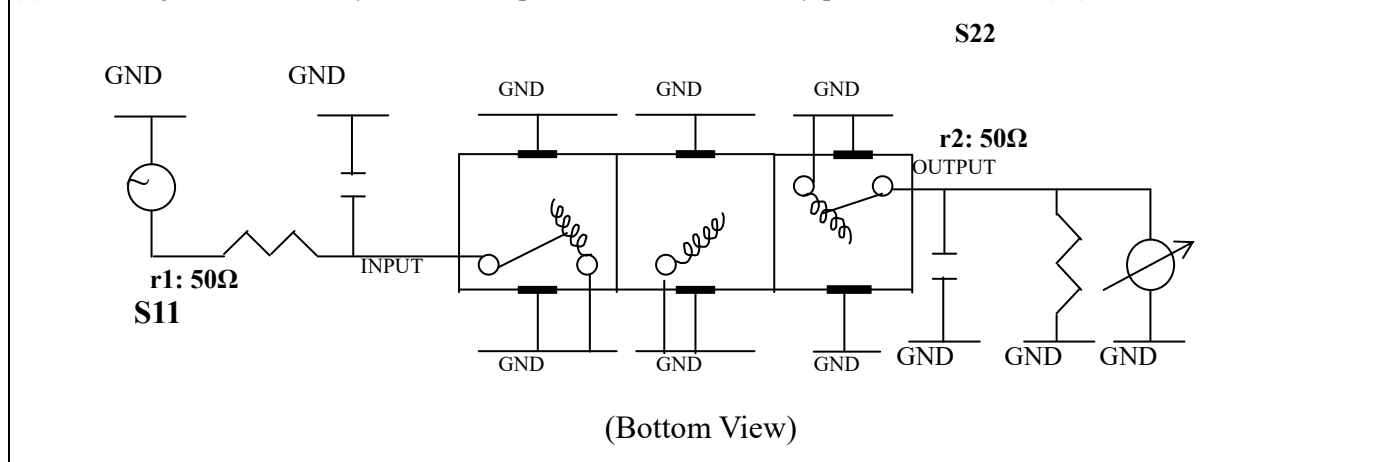 S22
GND GND GND GND GND
r2: 50Ω
OUTPUT
INPUT
r1: 50Ω
S11
GND GND GND GND GND GND
(Bottom View)